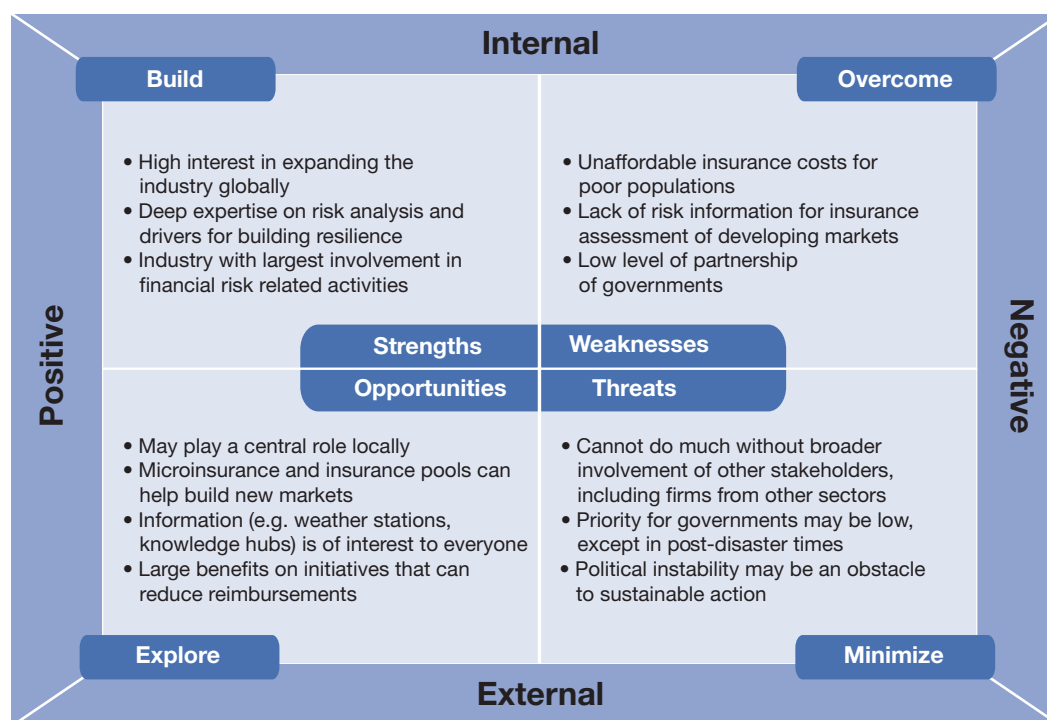 Internal
Build
Overcome
Positive
• High interest in expanding the
industry globally
• Deep expertise on risk analysis and
drivers for building resilience
• Industry with largest involvement in
financial risk related activities
• Unaffordable insurance costs for
poor populations
• Lack of risk information for insurance
assessment of developing markets
• Low level of partnership
of governments
Negative
Strengths
Weaknesses
Opportunities
Threats
• May play a central role locally
• Microinsurance and insurance pools can
help build new markets
• Information (e.g. weather stations,
knowledge hubs) is of interest to everyone
• Large benefits on initiatives that can
reduce reimbursements
• Cannot do much without broader
involvement of other stakeholders,
including firms from other sectors
• Priority for governments may be low,
except in post-disaster times
• Political instability may be an obstacle
to sustainable action
Explore
Minimize
External